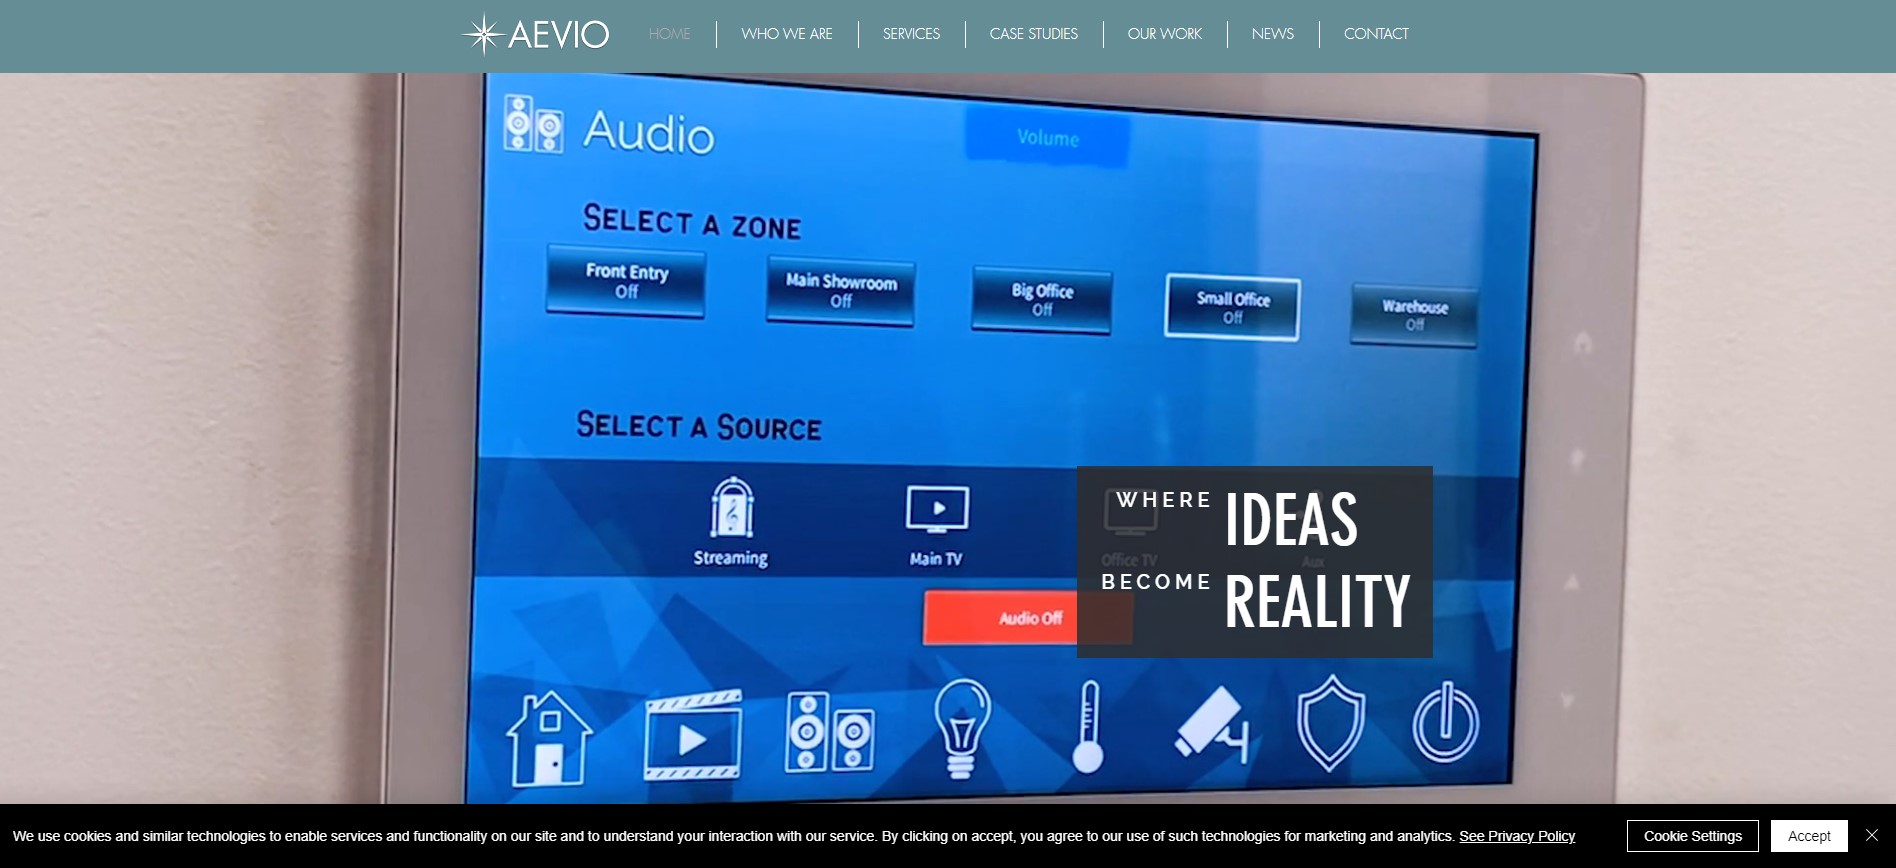 AEVIO
HOME
WHO WE ARE
SERVICES
CASE STUDIES
OUR WORK
NEWS
CONTACT
Audio
Volume
SELECT A ZONE
Front Entry
Off
Main Showroom
Off
Big Office
Off
Small Office
Off
Warehouse
Off
SELECT A SOURCE
Streaming
Main TV
Office TV
Aux
Audio Off
WHERE IDEAS
BECOME REALITY
We use cookies and similar technologies to enable services and functionality on our site and to understand your interaction with our service. By clicking on accept, you agree to our use of such technologies for marketing and analytics. See Privacy Policy
Cookie Settings
Accept